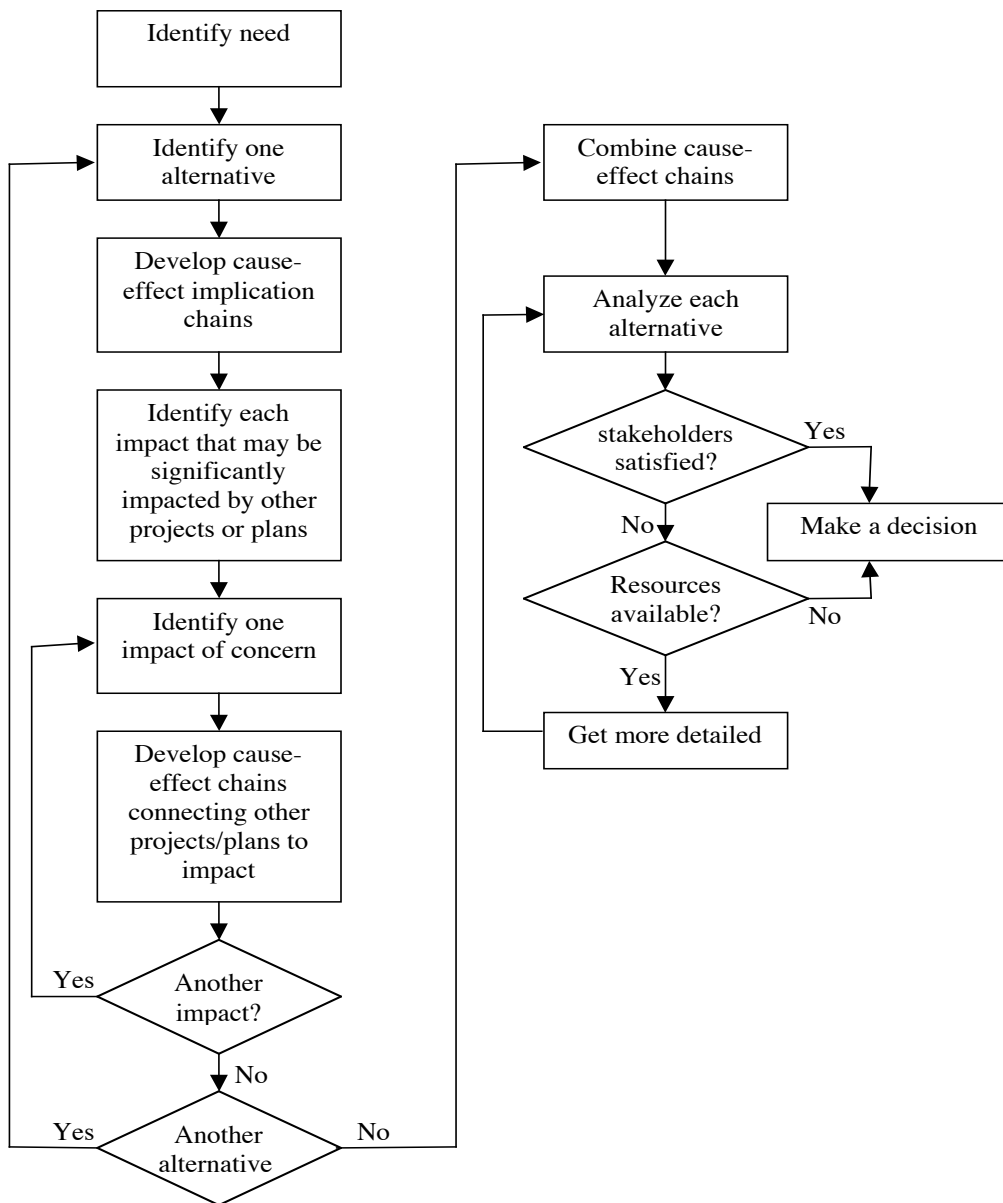 Identify need
Identify one
alternative
Develop cause-
effect implication
chains
Identify each
impact that may be
significantly
impacted by other
projects or plans
Identify one
impact of concern
Develop cause-
effect chains
connecting other
projects/plans to
impact
Yes
Another
impact?
No
Yes
Another
alternative
No
Combine cause-
effect chains
Analyze each
alternative
stakeholders
satisfied?
Yes
No
Make a decision
Resources
available?
No
Yes
Get more detailed